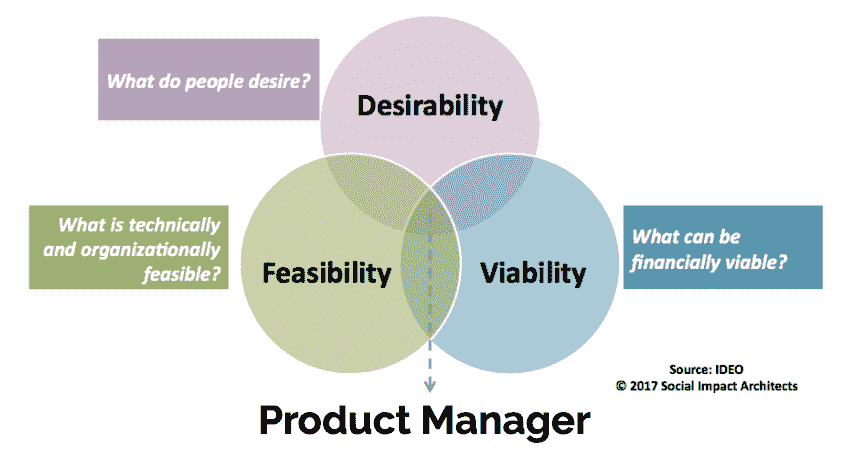 What do people desire?
Desirability
What is technically
and organizationally
feasible?
Feasibility
Viability
What can be
financially viable?
Source: IDEO
© 2017 Social Impact Architects
Product Manager